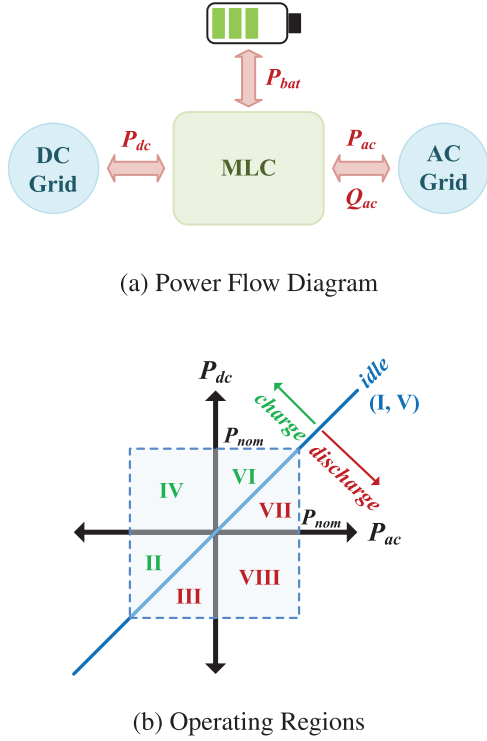 P_bat
P_dc
P_ac
DC
Grid
MLC
AC
Grid
Q_ac
(a) Power Flow Diagram
P_dc
idle
(I, V)
charge
discharge
P_nom
IV
VI
VII
P_nom
P_ac
II
III
VIII
(b) Operating Regions